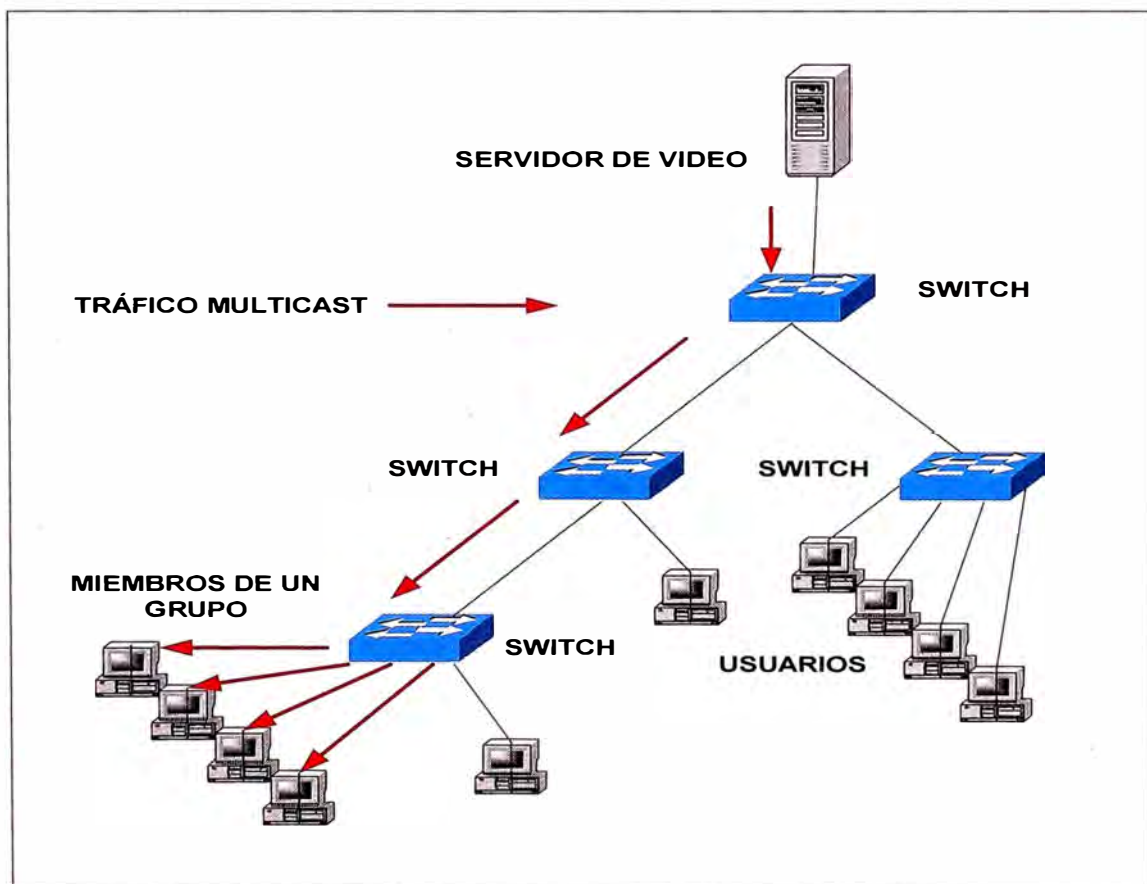 SERVIDOR DE VIDEO
SWITCH
TRÁFICO MULTICAST
SWITCH
SWITCH
MIEMBROS DE UN
GRUPO
SWITCH
USUARIOS